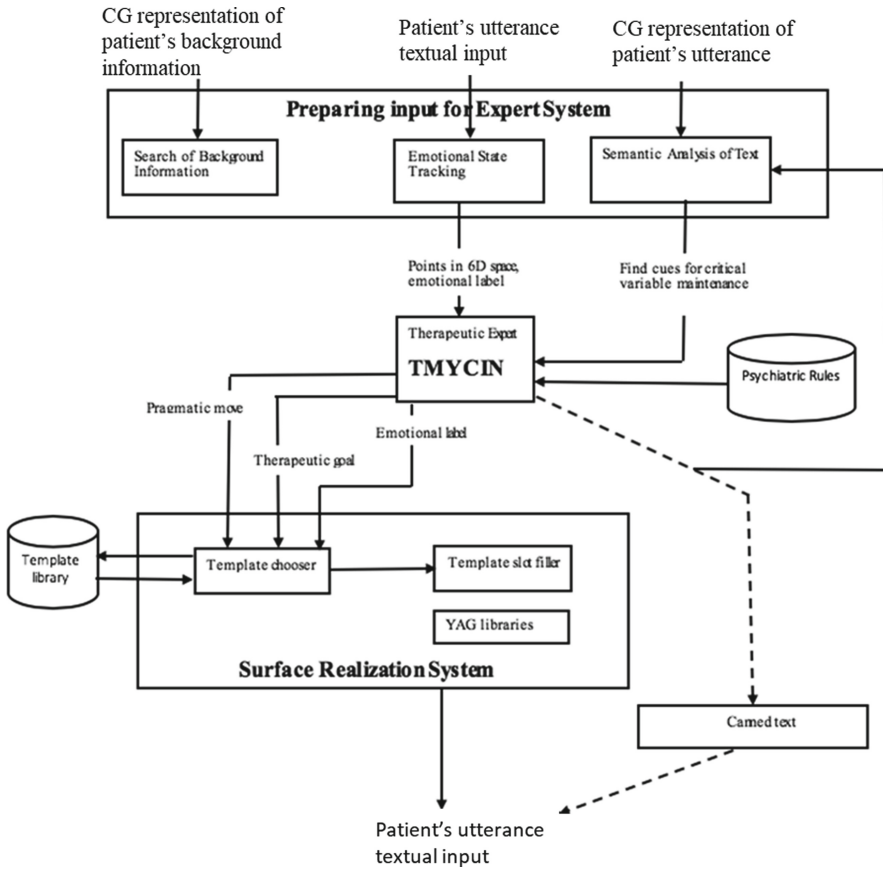 CG representation of
patient's background
information
Patient's utterance
textual input
CG representation of
patient's utterance
Preparing input for Expert System
Search of Background
Information
Emotional State
Tracking
Semantic Analysis of Text
Points in 6D space,
emotional label
Find cues for critical
variable maintenance
Therapeutic Expert
TMYCIN
Psychiatric Rules
Pragmatic move
Emotional label
Therapeutic goal
Template
library
Template chooser
Template slot filler
YAG libraries
Surface Realization System
Canned text
Patient's utterance
textual input